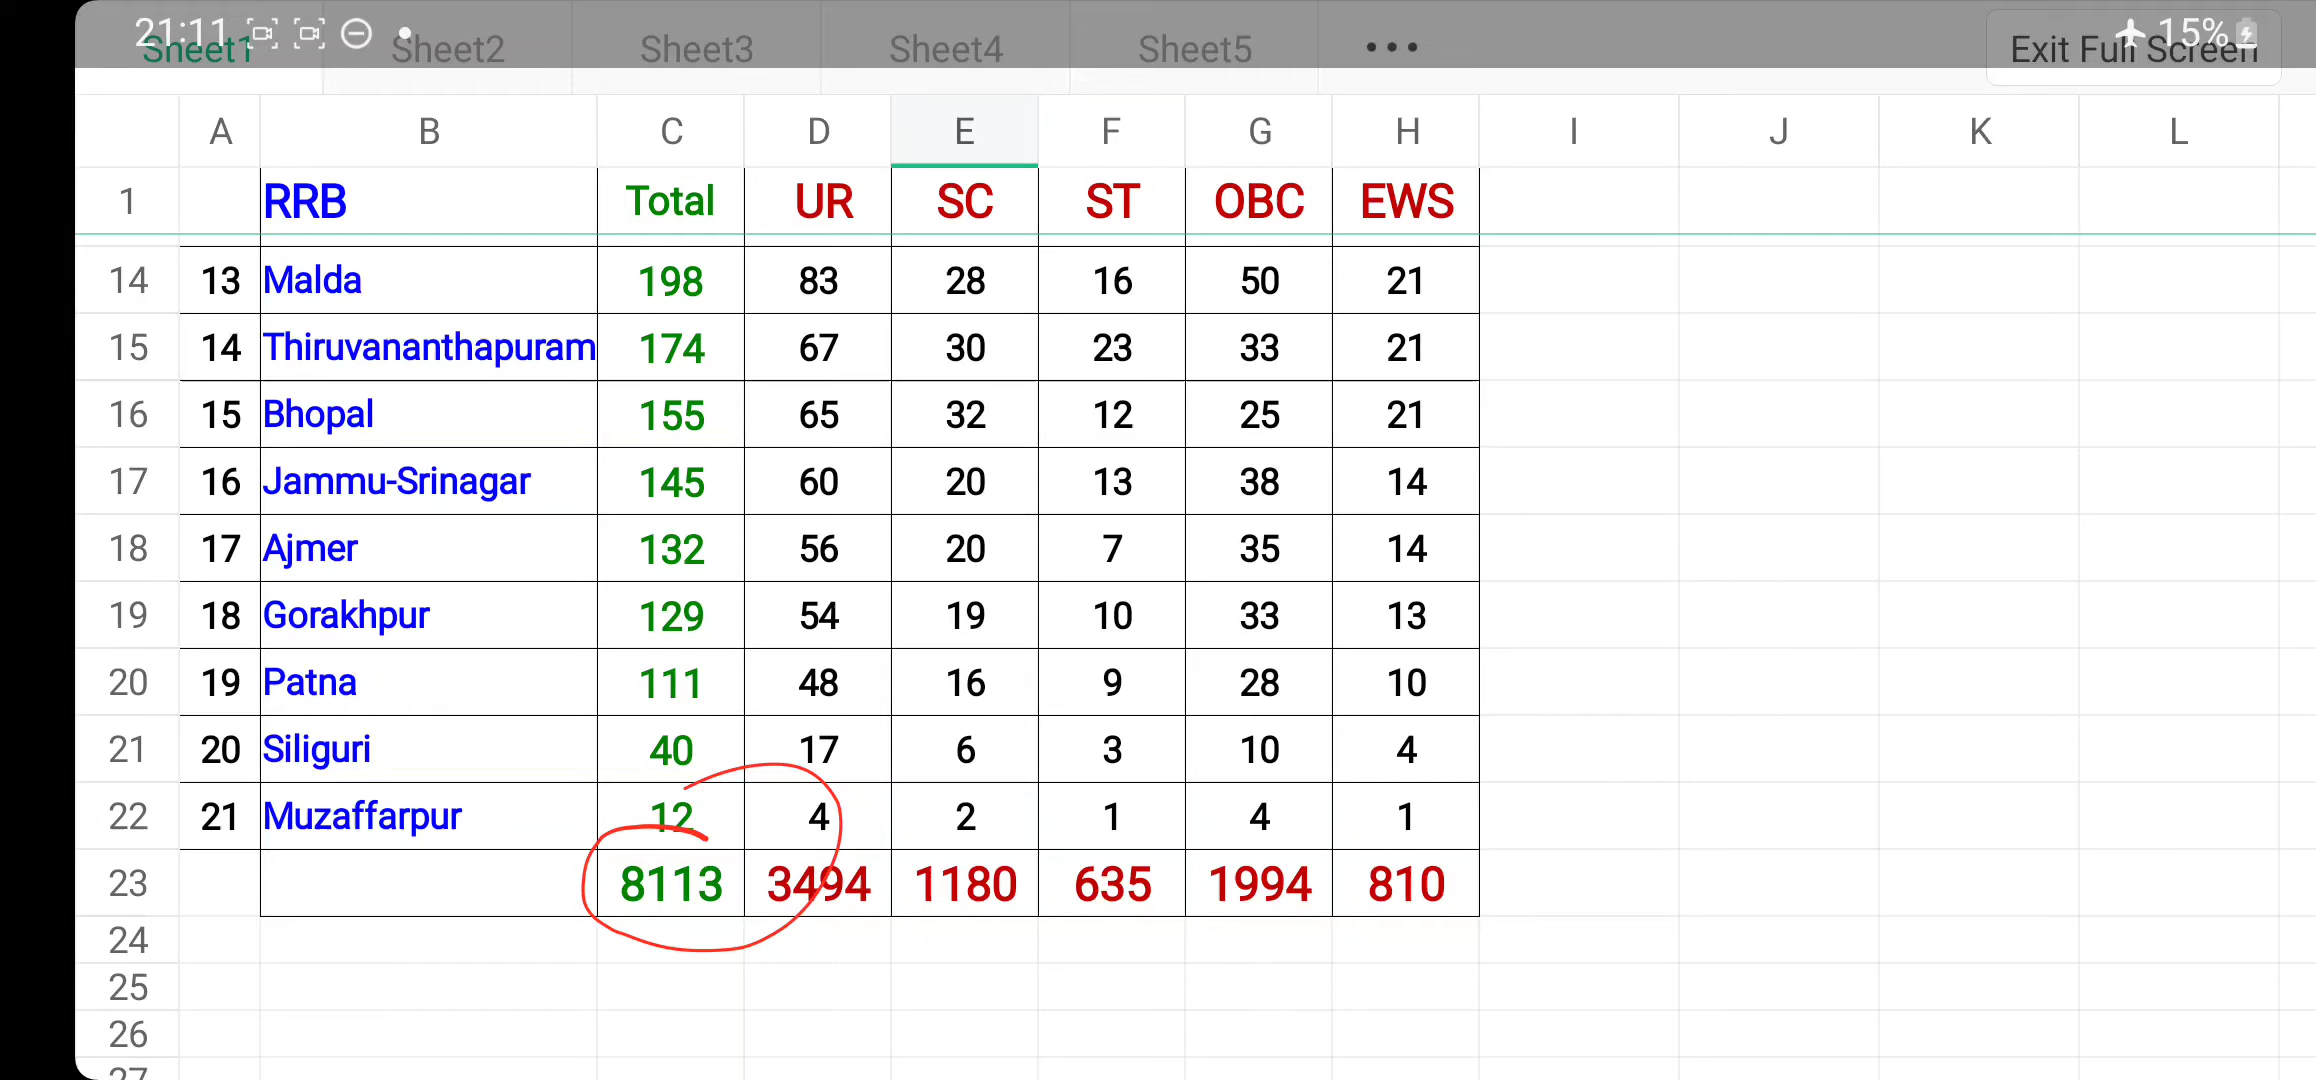 21:11 15%
Sheet1 Sheet2 Sheet3 Sheet4 Sheet5 ••• Exit Full Screen
A B C D E F G H I J K L
1 RRB Total UR SC ST OBC EWS
14 13 Malda 198 83 28 16 50 21
15 14 Thiruvananthapuram 174 67 30 23 33 21
16 15 Bhopal 155 65 32 12 25 21
17 16 Jammu-Srinagar 145 60 20 13 38 14
18 17 Ajmer 132 56 20 7 35 14
19 18 Gorakhpur 129 54 19 10 33 13
20 19 Patna 111 48 16 9 28 10
21 20 Siliguri 40 17 6 3 10 4
22 21 Muzaffarpur 12 4 2 1 4 1
23 8113 3494 1180 635 1994 810
24
25
26
27